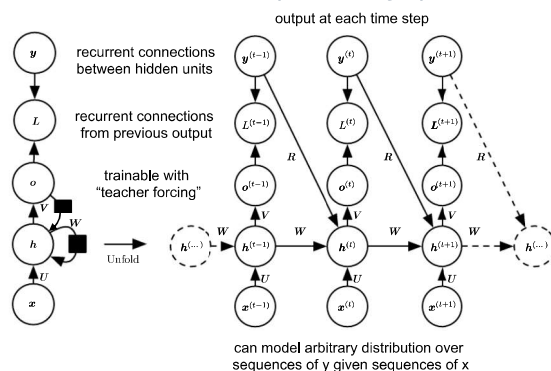 output at each time step
y
recurrent connections
between hidden units
y(t−1)
y(t)
y(t+1)
L
recurrent connections
from previous output
L(t−1)
L(t)
L(t+1)
R
R
R
o
trainable with
"teacher forcing"
o(t−1)
o(t)
o(t+1)
V
W
V
V
V
h
Unfold
h(...)
W
h(t−1)
W
h(t)
W
h(t+1)
W
h(...)
U
U
U
U
x
x(t−1)
x(t)
x(t+1)
can model arbitrary distribution over
sequences of y given sequences of x